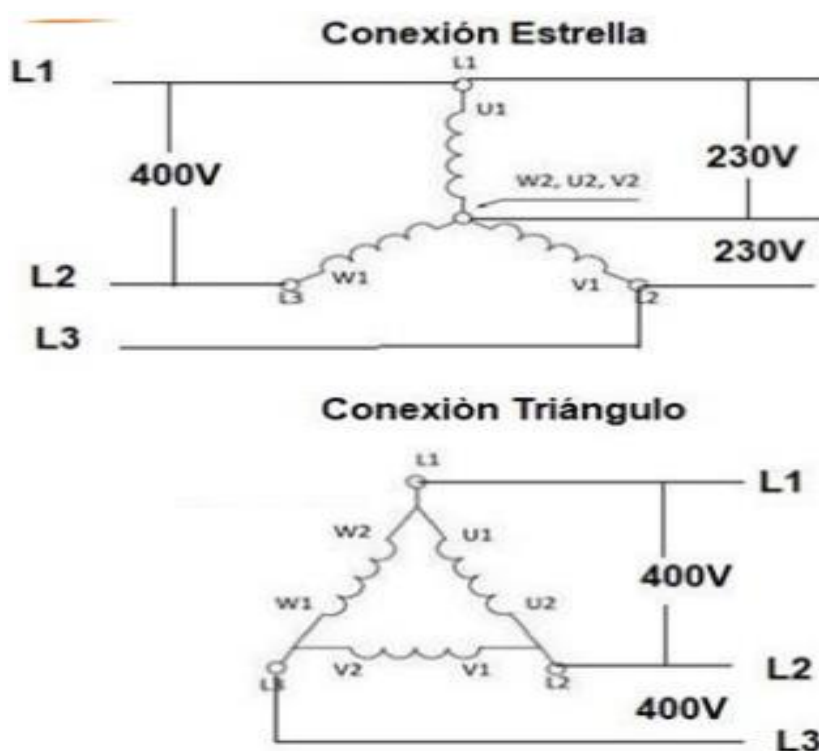 Conexión Estrella
L1
L1
U1
400V
230V
W2, U2, V2
230V
L2
W1
V1
L3
L2
L3
Conexiòn Triángulo
L1
L1
W2
U1
400V
W1
U2
V2
V1
L2
L3
L2
400V
L3